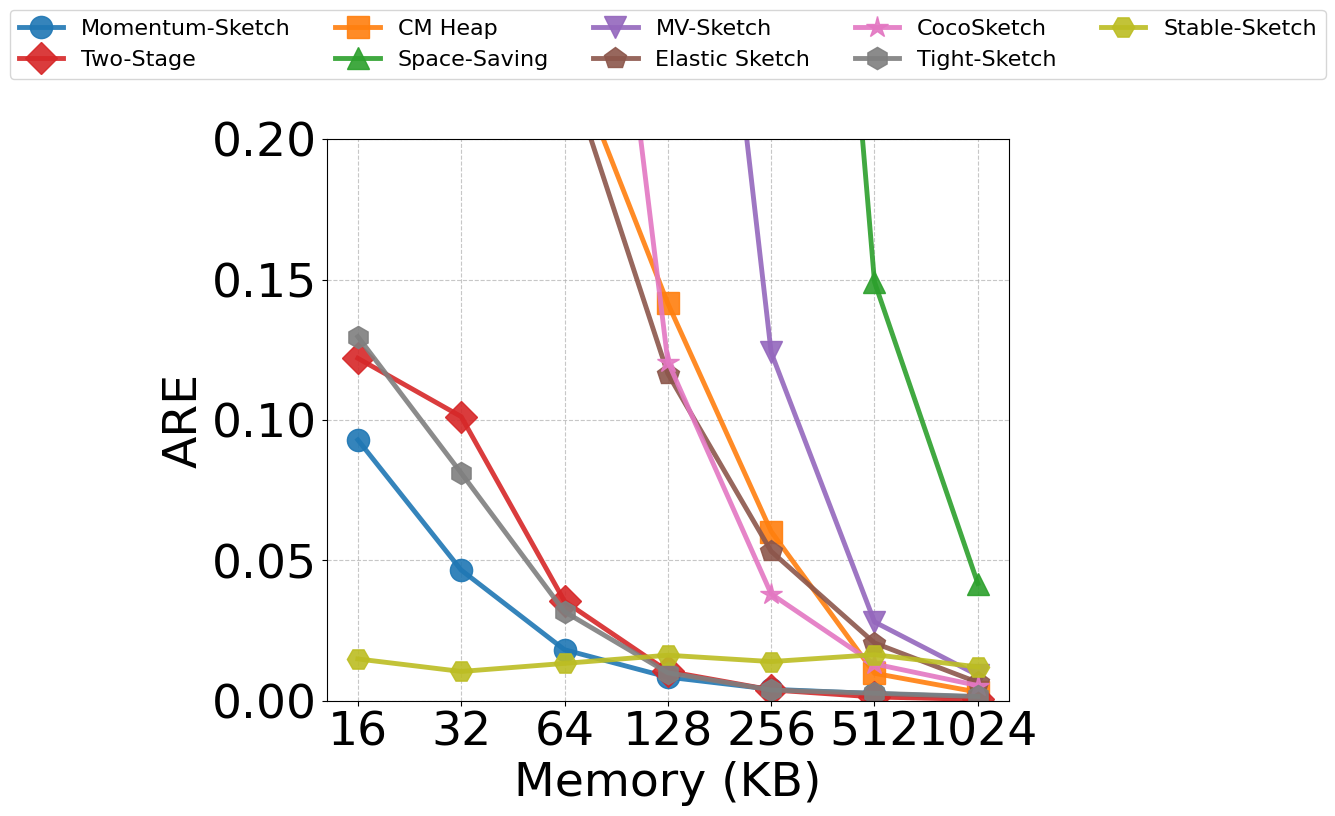 Momentum-Sketch CM Heap MV-Sketch CocoSketch Stable-Sketch
Two-Stage Space-Saving Elastic Sketch Tight-Sketch
0.20
0.15
0.10
0.05
0.00
ARE
16 32 64 128 256 512 1024
Memory (KB)